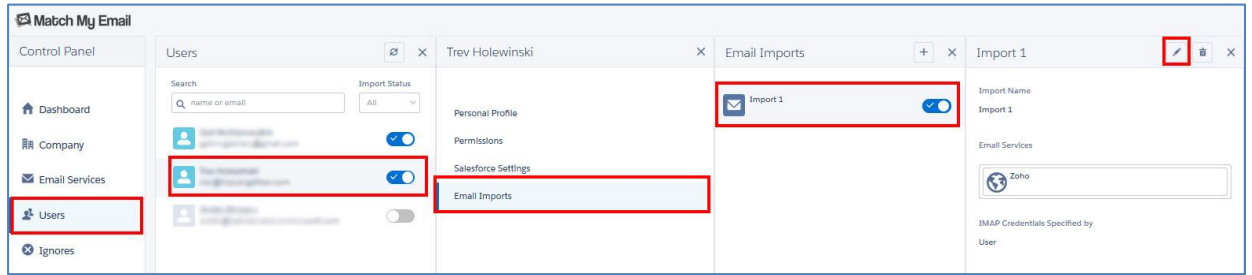 Match My Email
Control Panel
Dashboard
Company
Email Services
Users
Ignores
Users
Search
name or email
Import Status
All
Trev Holewinski
Personal Profile
Permissions
Salesforce Settings
Email Imports
Email Imports
Import 1
Import 1
Import Name
Import 1
Email Services
Zoho
IMAP Credentials Specified by
User